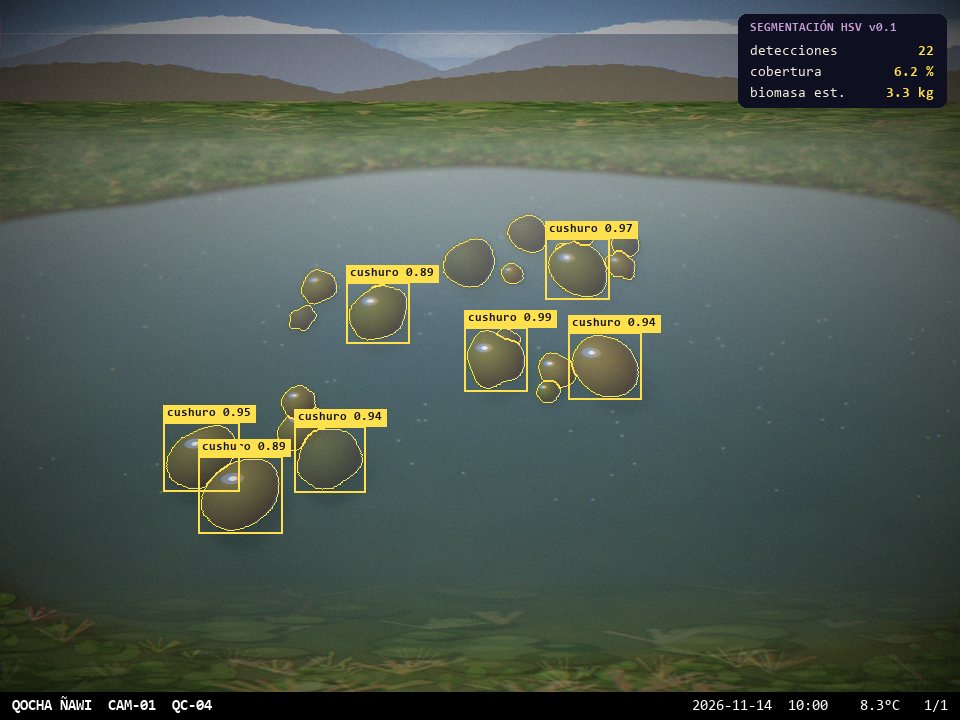 SEGMENTACIÓN HSV v0.1
detecciones 22
cobertura 6.2 %
biomasa est. 3.3 kg
cushuro 0.97
cushuro 0.89
cushuro 0.99
cushuro 0.94
cushuro 0.95
cushuro 0.94
cushuro 0.89
QOCHA ÑAWI CAM-01 QC-04 2026-11-14 10:00 8.3°C 1/1